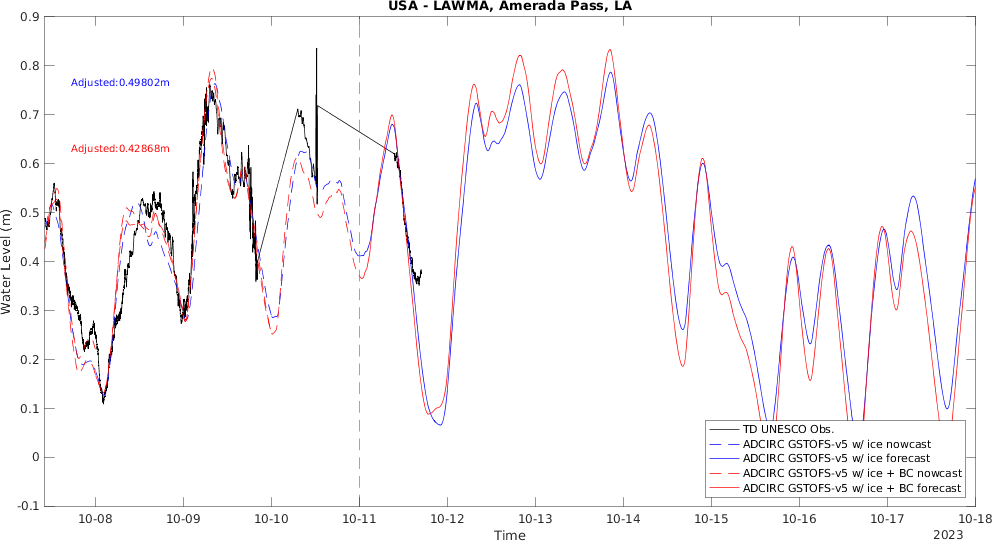 USA - LAWMA, Amerada Pass, LA
0.9
0.8
0.7
0.6
0.5
0.4
0.3
0.2
0.1
0
-0.1
Water Level (m)
Adjusted:0.49802m
Adjusted:0.42868m
TD UNESCO Obs.
ADCIRC GSTOFS-v5 w/ ice nowcast
ADCIRC GSTOFS-v5 w/ ice forecast
ADCIRC GSTOFS-v5 w/ ice + BC nowcast
ADCIRC GSTOFS-v5 w/ ice + BC forecast
10-08 10-09 10-10 10-11 10-12 10-13 10-14 10-15 10-16 10-17 10-18
Time
2023